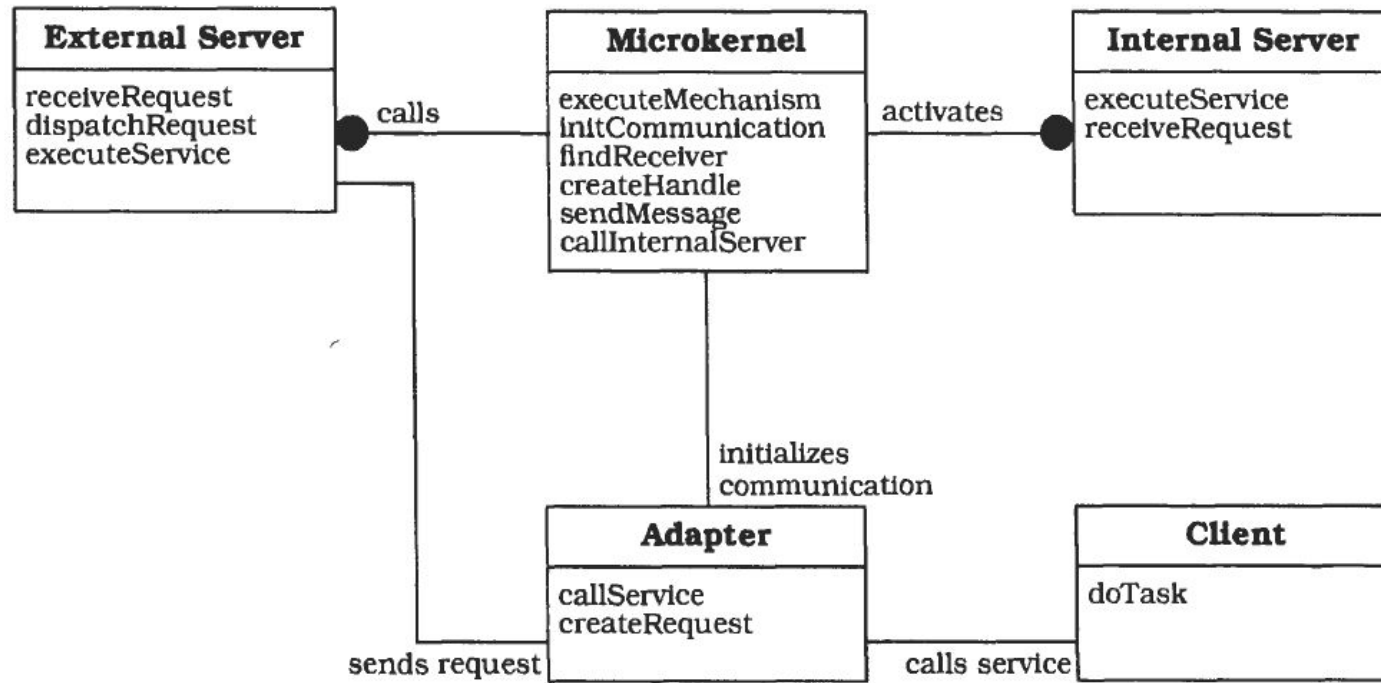 External Server
receiveRequest
dispatchRequest
executeService
calls
Microkernel
executeMechanism
initCommunication
findReceiver
createHandle
sendMessage
callInternalServer
activates
Internal Server
executeService
receiveRequest
initializes
communication
Adapter
callService
createRequest
sends request
calls service
Client
doTask